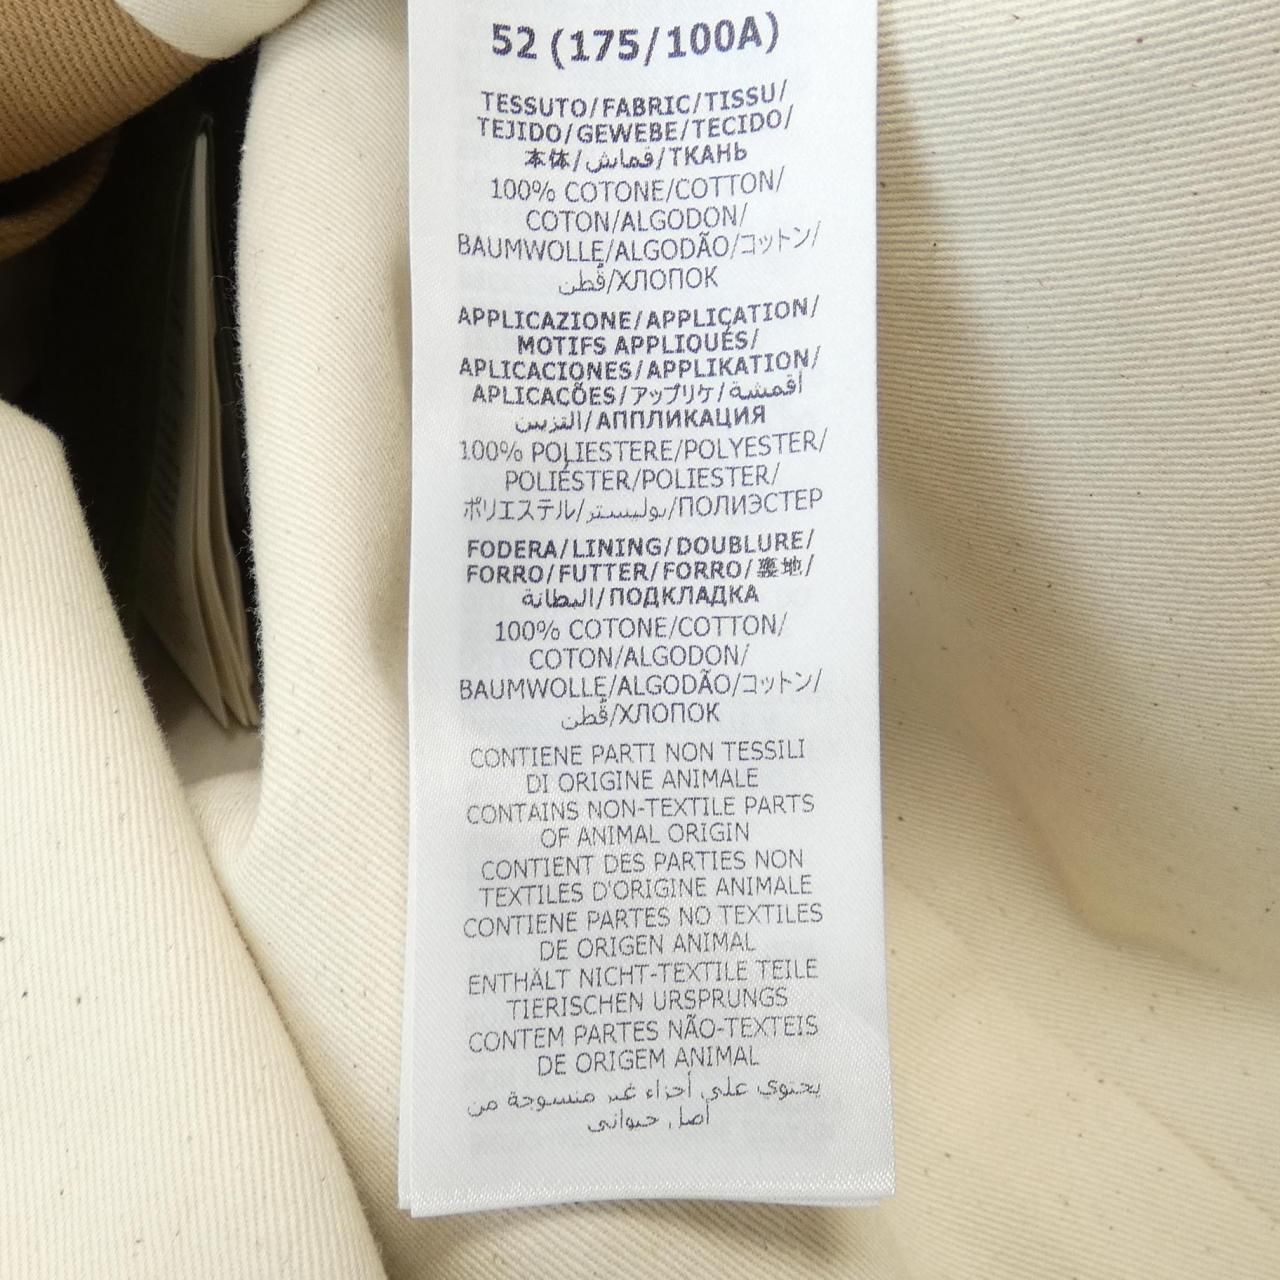 52 (175/100A)
TESSUTO/FABRIC/TISSU/
TEJIDO/GEWEBE/TECIDO/
本体/قماش/ТКАНЬ
100% COTONE/COTTON/
COTON/ALGODON/
BAUMWOLLE/ALGODÃO/コットン/
قُطن/ХЛОПОК
APPLICAZIONE/APPLICATION/
MOTIFS APPLIQUÉS/
APLICACIONES/APPLIKATION/
APLICACÕES/アップリケ/أقمشة
التزيين/АППЛИКАЦИЯ
100% POLIESTERE/POLYESTER/
POLIÉSTER/POLIESTER/
ポリエステル/بوليستر/ПОЛИЭСТЕР
FODERA/LINING/DOUBLURE/
FORRO/FUTTER/FORRO/裏地/
البطانة/ПОДКЛАДКА
100% COTONE/COTTON/
COTON/ALGODON/
BAUMWOLLE/ALGODÃO/コットン/
قُطن/ХЛОПОК
CONTIENE PARTI NON TESSILI
DI ORIGINE ANIMALE
CONTAINS NON-TEXTILE PARTS
OF ANIMAL ORIGIN
CONTIENT DES PARTIES NON
TEXTILES D'ORIGINE ANIMALE
CONTIENE PARTES NO TEXTILES
DE ORIGEN ANIMAL
ENTHÄLT NICHT-TEXTILE TEILE
TIERISCHEN URSPRUNGS
CONTEM PARTES NÃO-TEXTEIS
DE ORIGEM ANIMAL
يحتوي على أجزاء غير منسوجة من
أصل حيواني